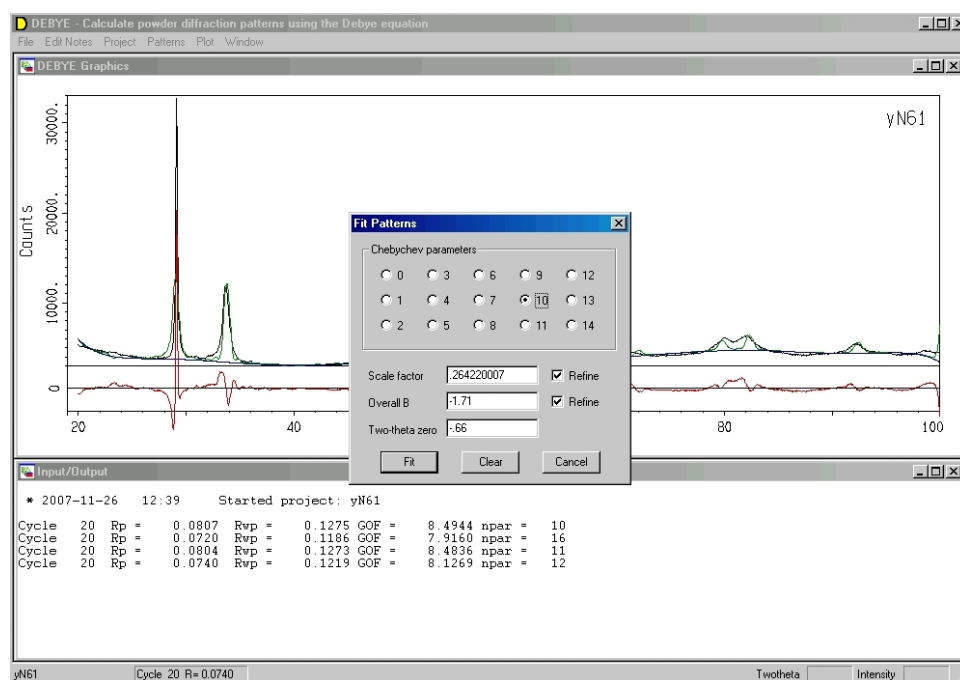 DEBYE - Calculate powder diffraction patterns using the Debye equation
File Edit Notes Project Patterns Plot Window
DEBYE Graphics
yN61
Counts
30000.
20000.
10000.
0
20 40 80 100
Fit Patterns
Chebychev parameters
0 3 6 9 12
1 4 7 10 13
2 5 8 11 14
Scale factor .264220007 Refine
Overall B -1.71 Refine
Two-theta zero -.66
Fit Clear Cancel
Input/Output
* 2007-11-26 12:39 Started project: yN61
Cycle 20 Rp = 0.0807 Rwp = 0.1275 GOF = 8.4944 npar = 10
Cycle 20 Rp = 0.0720 Rwp = 0.1186 GOF = 7.9160 npar = 16
Cycle 20 Rp = 0.0804 Rwp = 0.1273 GOF = 8.4836 npar = 11
Cycle 20 Rp = 0.0740 Rwp = 0.1219 GOF = 8.1269 npar = 12
yN61 Cycle 20 R= 0.0740 Twotheta Intensity